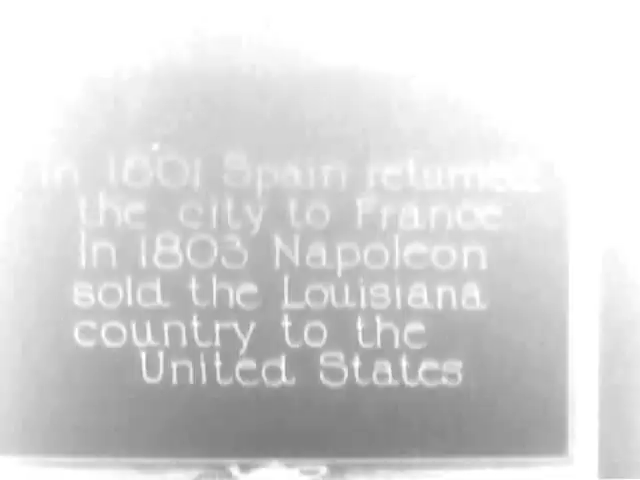 In 1801 Spain returned
the city to France
In 1803 Napoleon
sold the Louisiana
country to the
United States